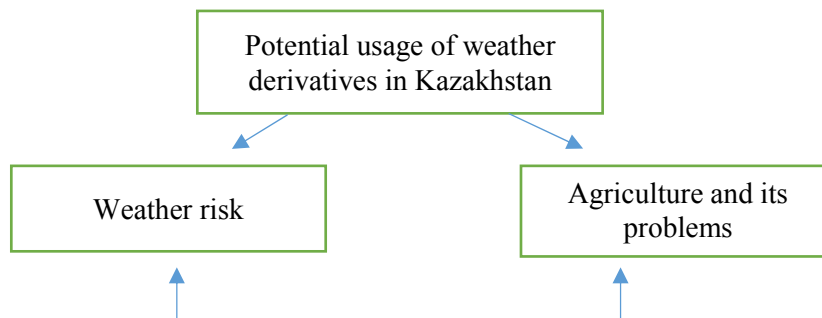 Potential usage of weather
derivatives in Kazakhstan
Weather risk
Agriculture and its
problems